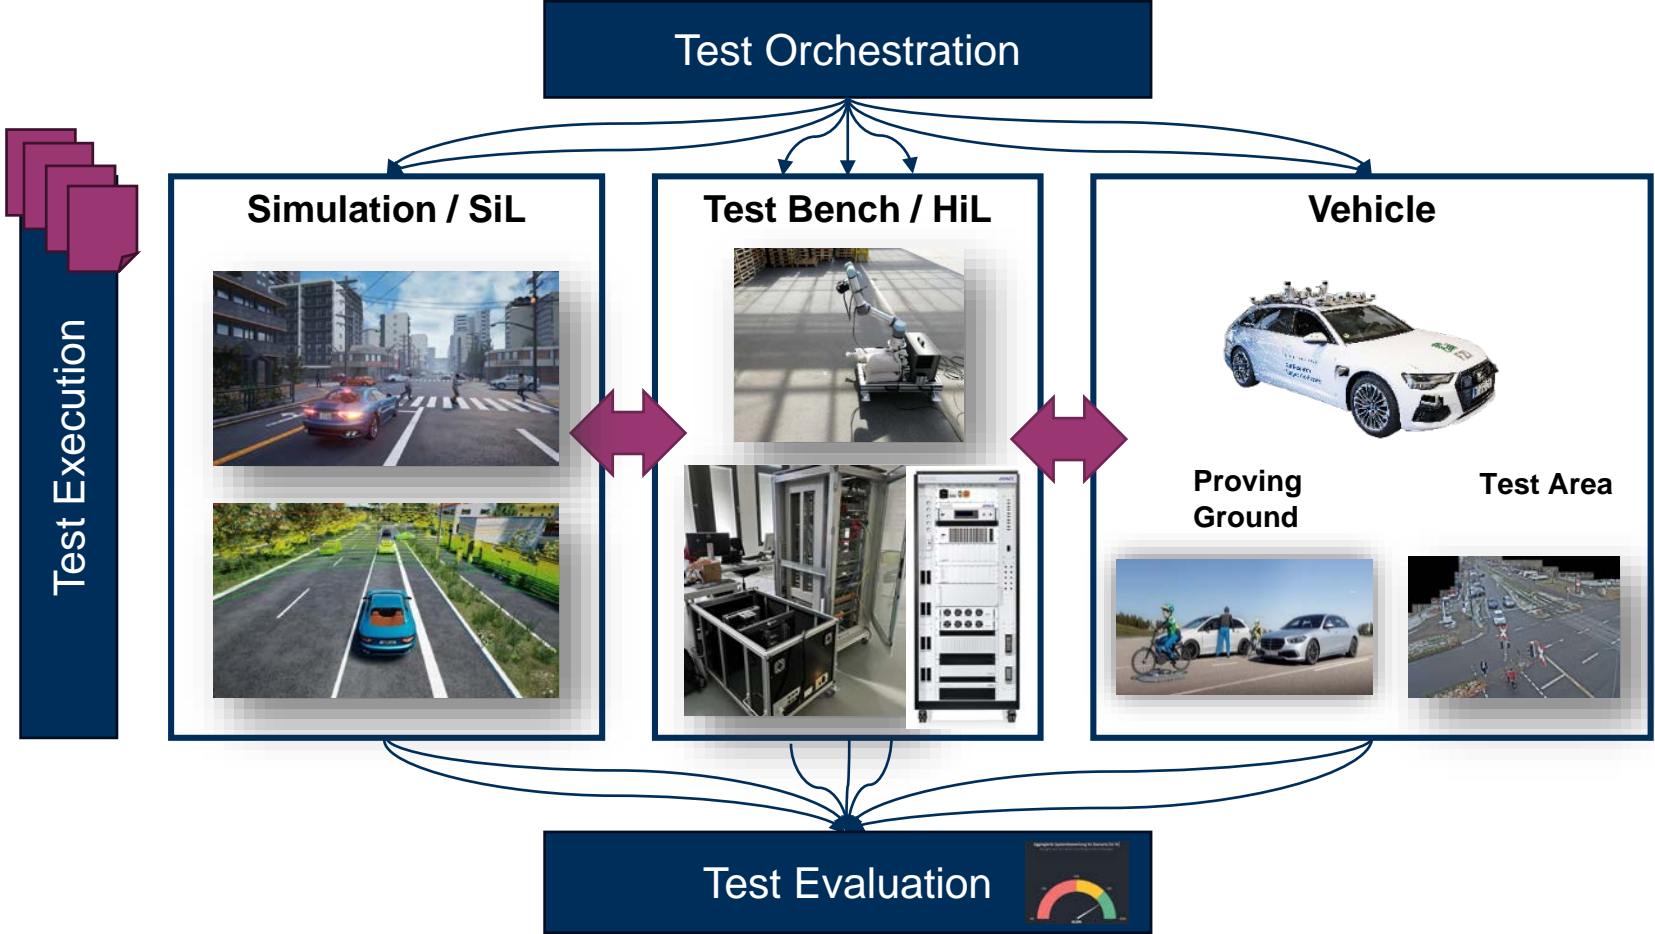 Test Orchestration
Test Execution
Simulation / SiL
Test Bench / HiL
Vehicle
Proving
Ground
Test Area
Test Evaluation